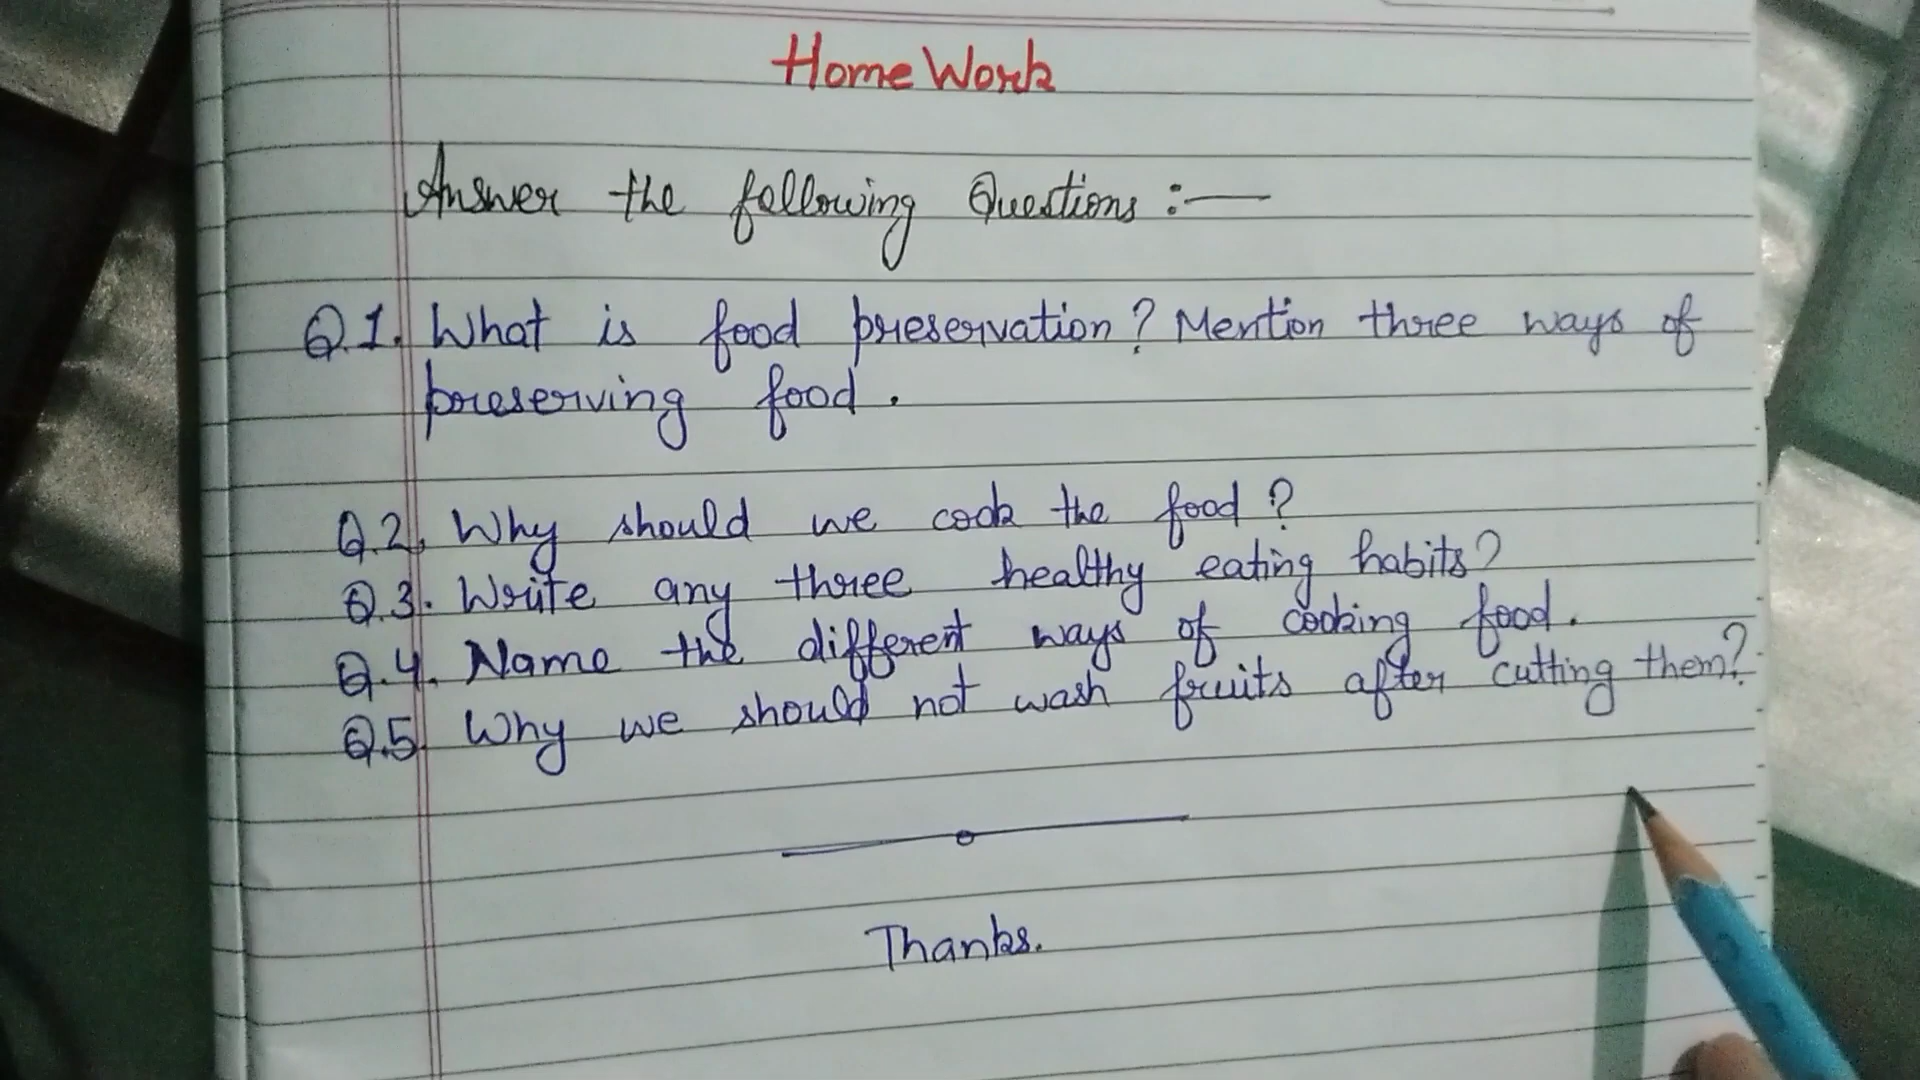 Home Work
Answer the following Questions :—
Q.1. What is food preservation? Mention three ways of
preserving food.
Q.2. Why should we cook the food?
Q.3. Write any three healthy eating habits?
Q.4. Name the different ways of cooking food.
Q.5. Why we should not wash fruits after cutting them?
Thanks.